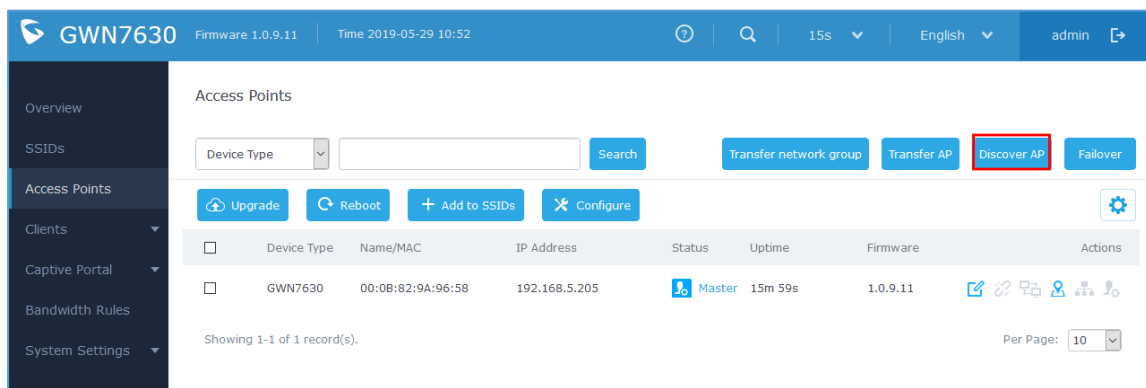 GWN7630 Firmware 1.0.9.11 Time 2019-05-29 10:52 15s English admin
Overview
SSIDs
Access Points
Clients
Captive Portal
Bandwidth Rules
System Settings
Access Points
Device Type Search Transfer network group Transfer AP Discover AP Failover
Upgrade Reboot Add to SSIDs Configure
Device Type Name/MAC IP Address Status Uptime Firmware Actions
GWN7630 00:0B:82:9A:96:58 192.168.5.205 Master 15m 59s 1.0.9.11
Showing 1-1 of 1 record(s). Per Page: 10